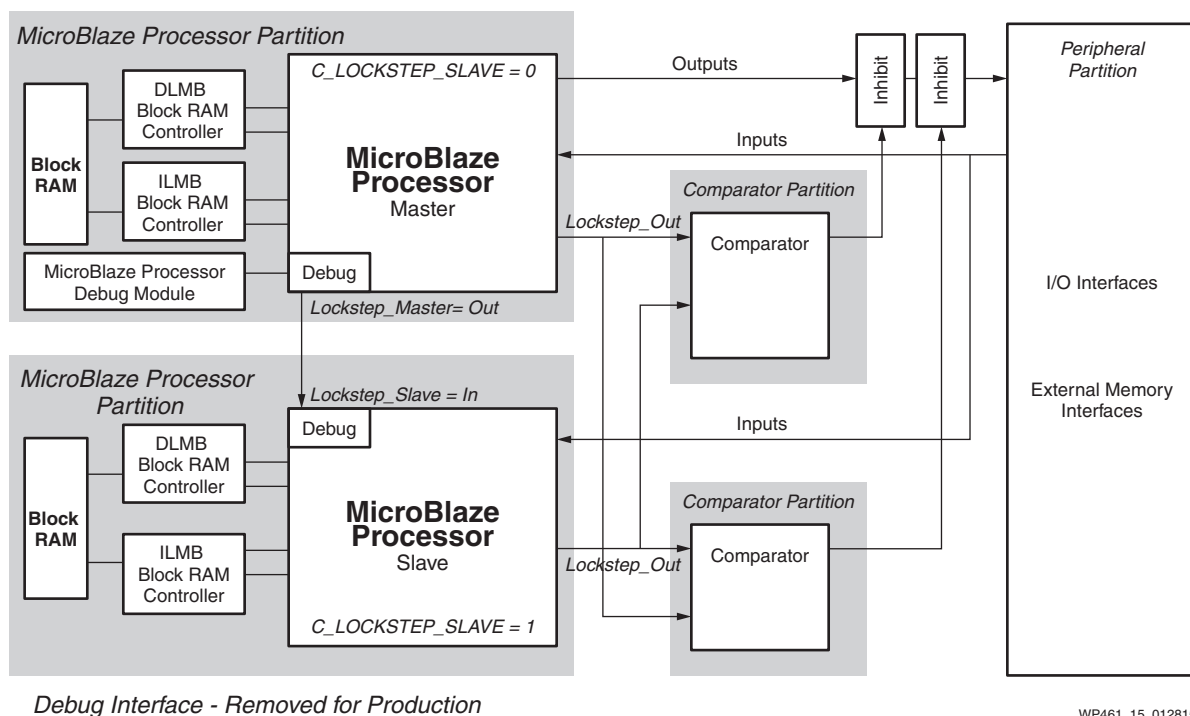 MicroBlaze Processor Partition
C_LOCKSTEP_SLAVE = 0
DLMB
Block RAM
Controller
Block
RAM
ILMB
Block RAM
Controller
MicroBlaze
Processor
Master
MicroBlaze Processor
Debug Module
Debug
Lockstep_Master= Out
Outputs
Inhibit
Inhibit
Inputs
Lockstep_Out
Comparator Partition
Comparator
Peripheral
Partition
I/O Interfaces
External Memory
Interfaces
MicroBlaze Processor
Partition
Lockstep_Slave = In
Debug
DLMB
Block RAM
Controller
Block
RAM
ILMB
Block RAM
Controller
MicroBlaze
Processor
Slave
C_LOCKSTEP_SLAVE = 1
Inputs
Lockstep_Out
Comparator Partition
Comparator
Debug Interface - Removed for Production